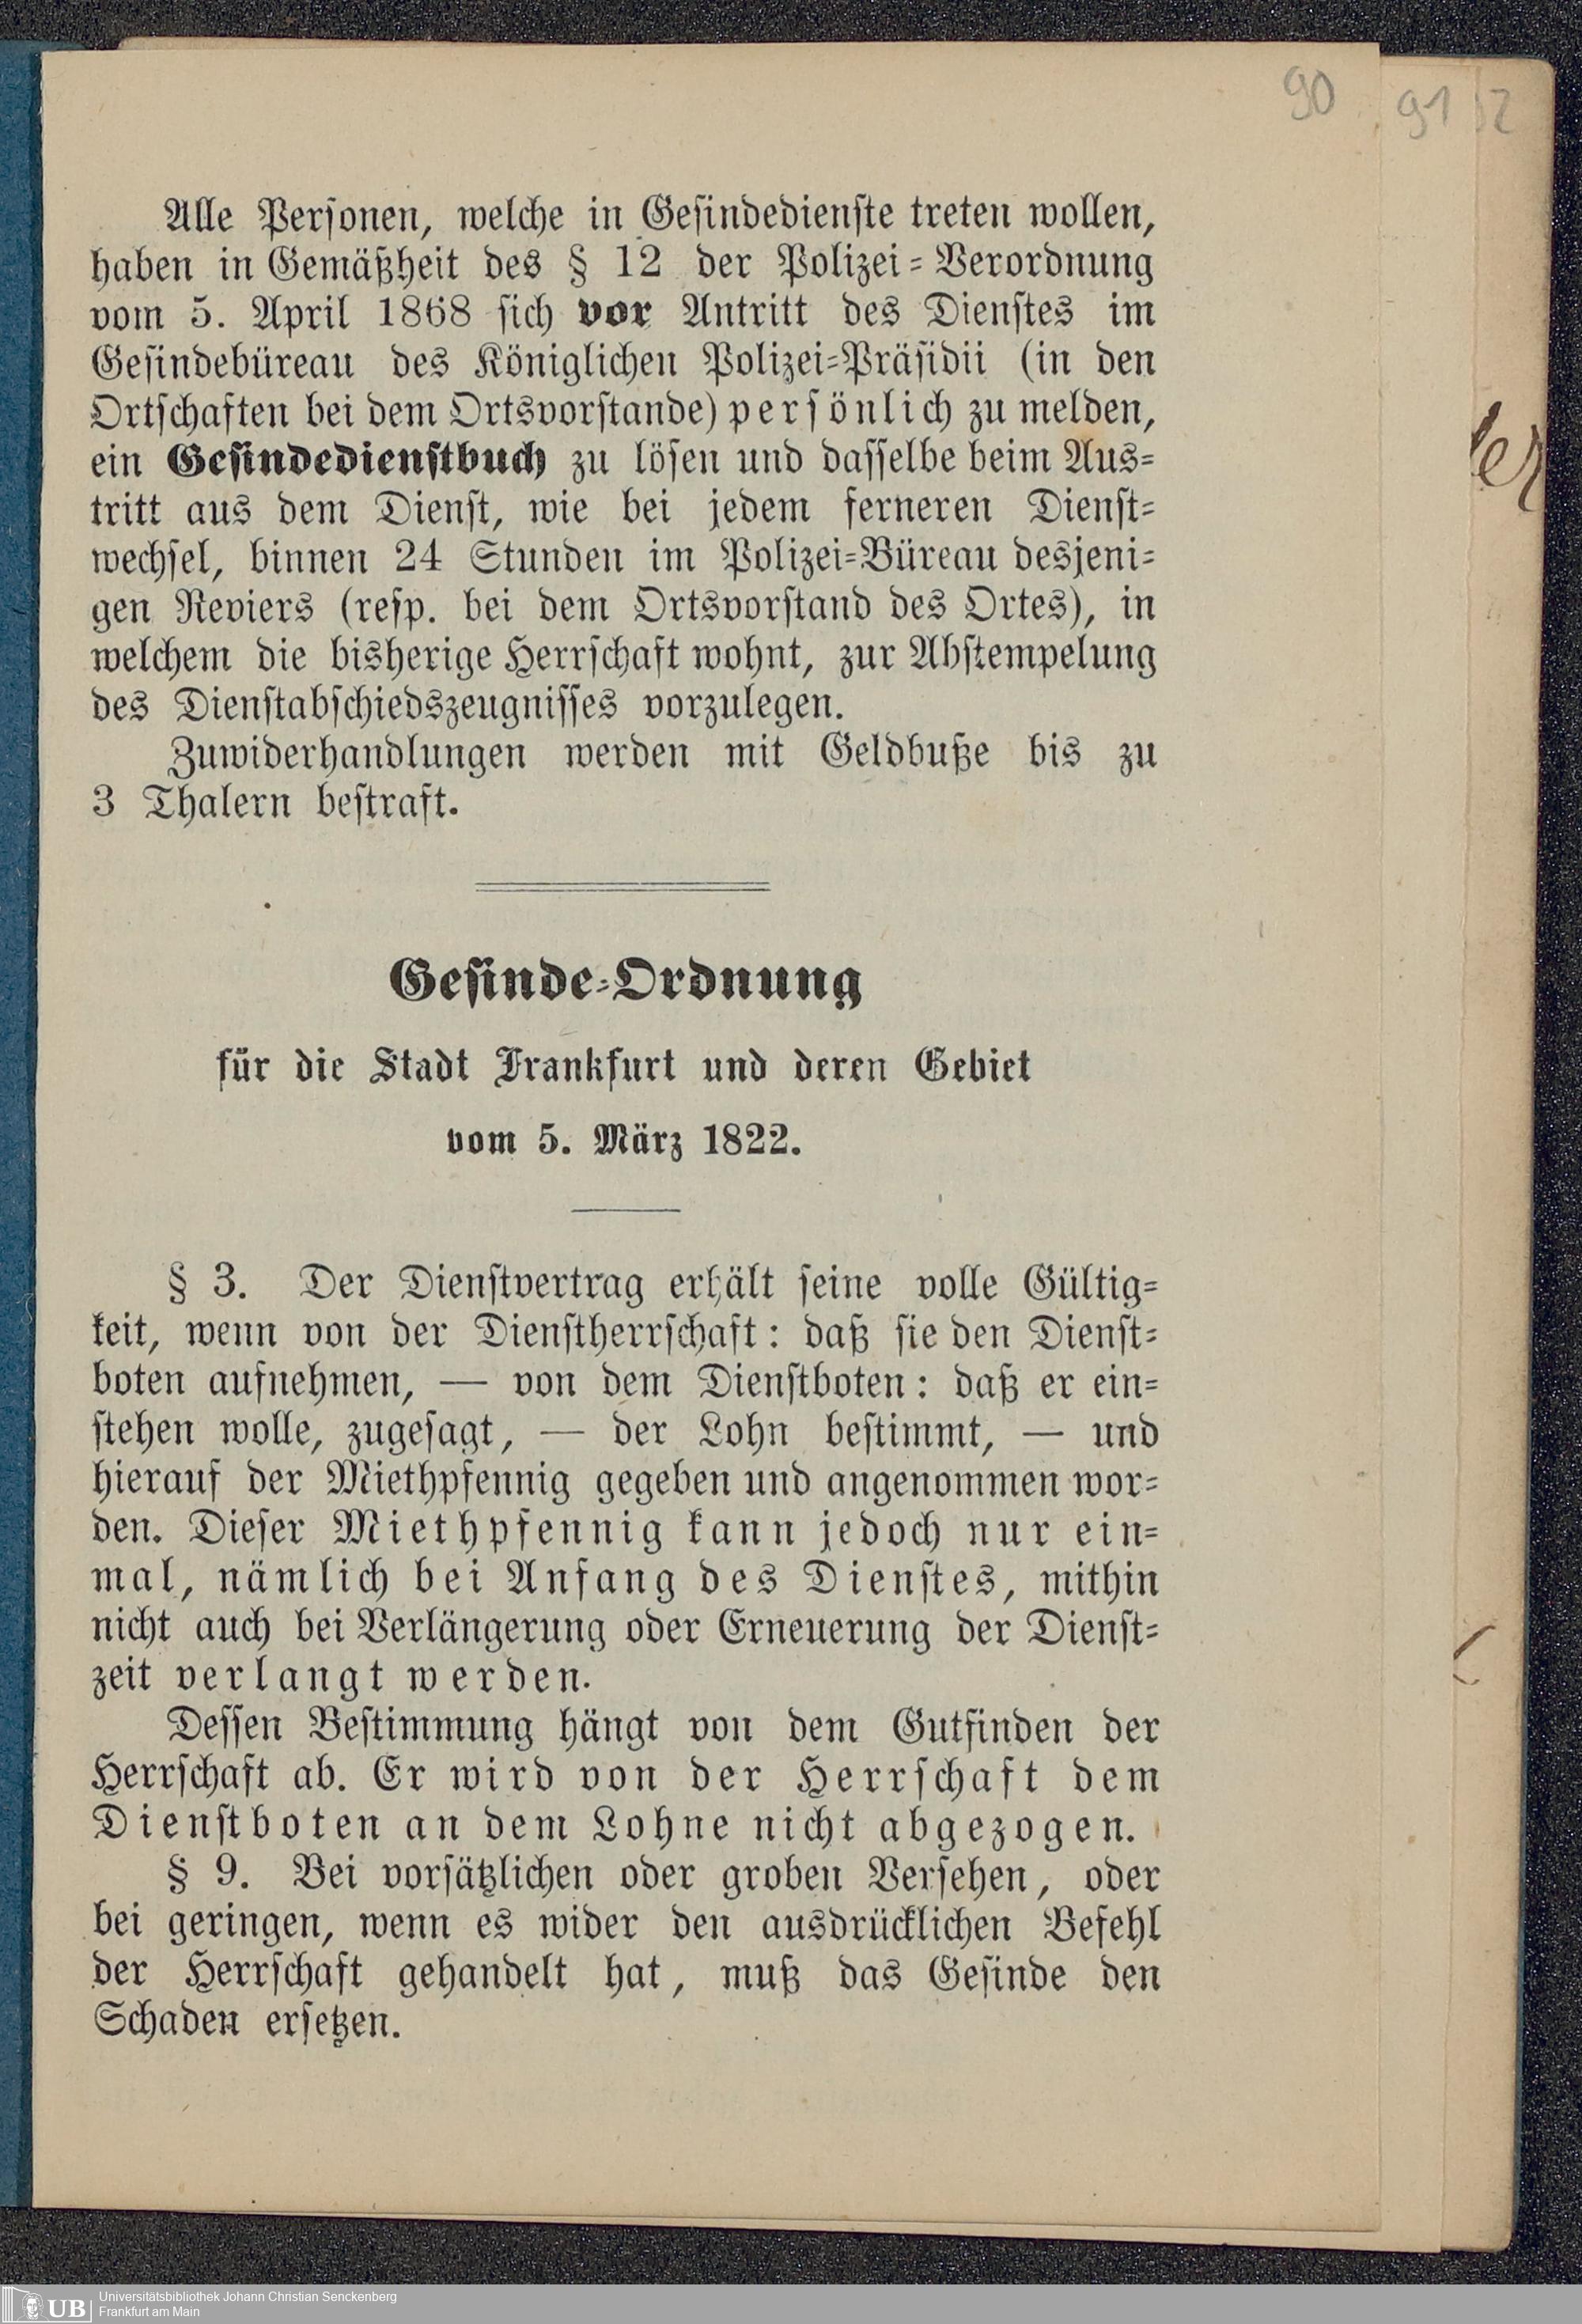 90
91
2
Alle Personen, welche in Gesindedienste treten wollen,
haben in Gemäßheit des § 12 der Polizei-Verordnung
vom 5. April 1868 sich vor Antritt des Dienstes im
Gesindebüreau des Königlichen Polizei-Präsidii (in den
Ortschaften bei dem Ortsvorstande) persönlich zu melden,
ein Gesindedienstbuch zu lösen und dasselbe beim Aus-
tritt aus dem Dienst, wie bei jedem ferneren Dienst-
wechsel, binnen 24 Stunden im Polizei-Büreau desjeni-
gen Reviers (resp. bei dem Ortsvorstand des Ortes), in
welchem die bisherige Herrschaft wohnt, zur Abstempelung
des Dienstabschiedszeugnisses vorzulegen.
Zuwiderhandlungen werden mit Geldbuße bis zu
3 Thalern bestraft.
Gesinde-Ordnung
für die Stadt Frankfurt und deren Gebiet
vom 5. März 1822.
§ 3. Der Dienstvertrag erhält seine volle Gültig-
keit, wenn von der Dienstherrschaft: daß sie den Dienst-
boten aufnehmen, — von dem Dienstboten: daß er ein-
stehen wolle, zugesagt, — der Lohn bestimmt, — und
hierauf der Miethpfennig gegeben und angenommen wor-
den. Dieser Miethpfennig kann jedoch nur ein-
mal, nämlich bei Anfang des Dienstes, mithin
nicht auch bei Verlängerung oder Erneuerung der Dienst-
zeit verlangt werden.
Dessen Bestimmung hängt von dem Gutfinden der
Herrschaft ab. Er wird von der Herrschaft dem
Dienstboten an dem Lohne nicht abgezogen.
§ 9. Bei vorsätzlichen oder groben Versehen, oder
bei geringen, wenn es wider den ausdrücklichen Befehl
der Herrschaft gehandelt hat, muß das Gesinde den
Schaden ersetzen.
UB
Universitätsbibliothek Johann Christian Senckenberg
Frankfurt am Main